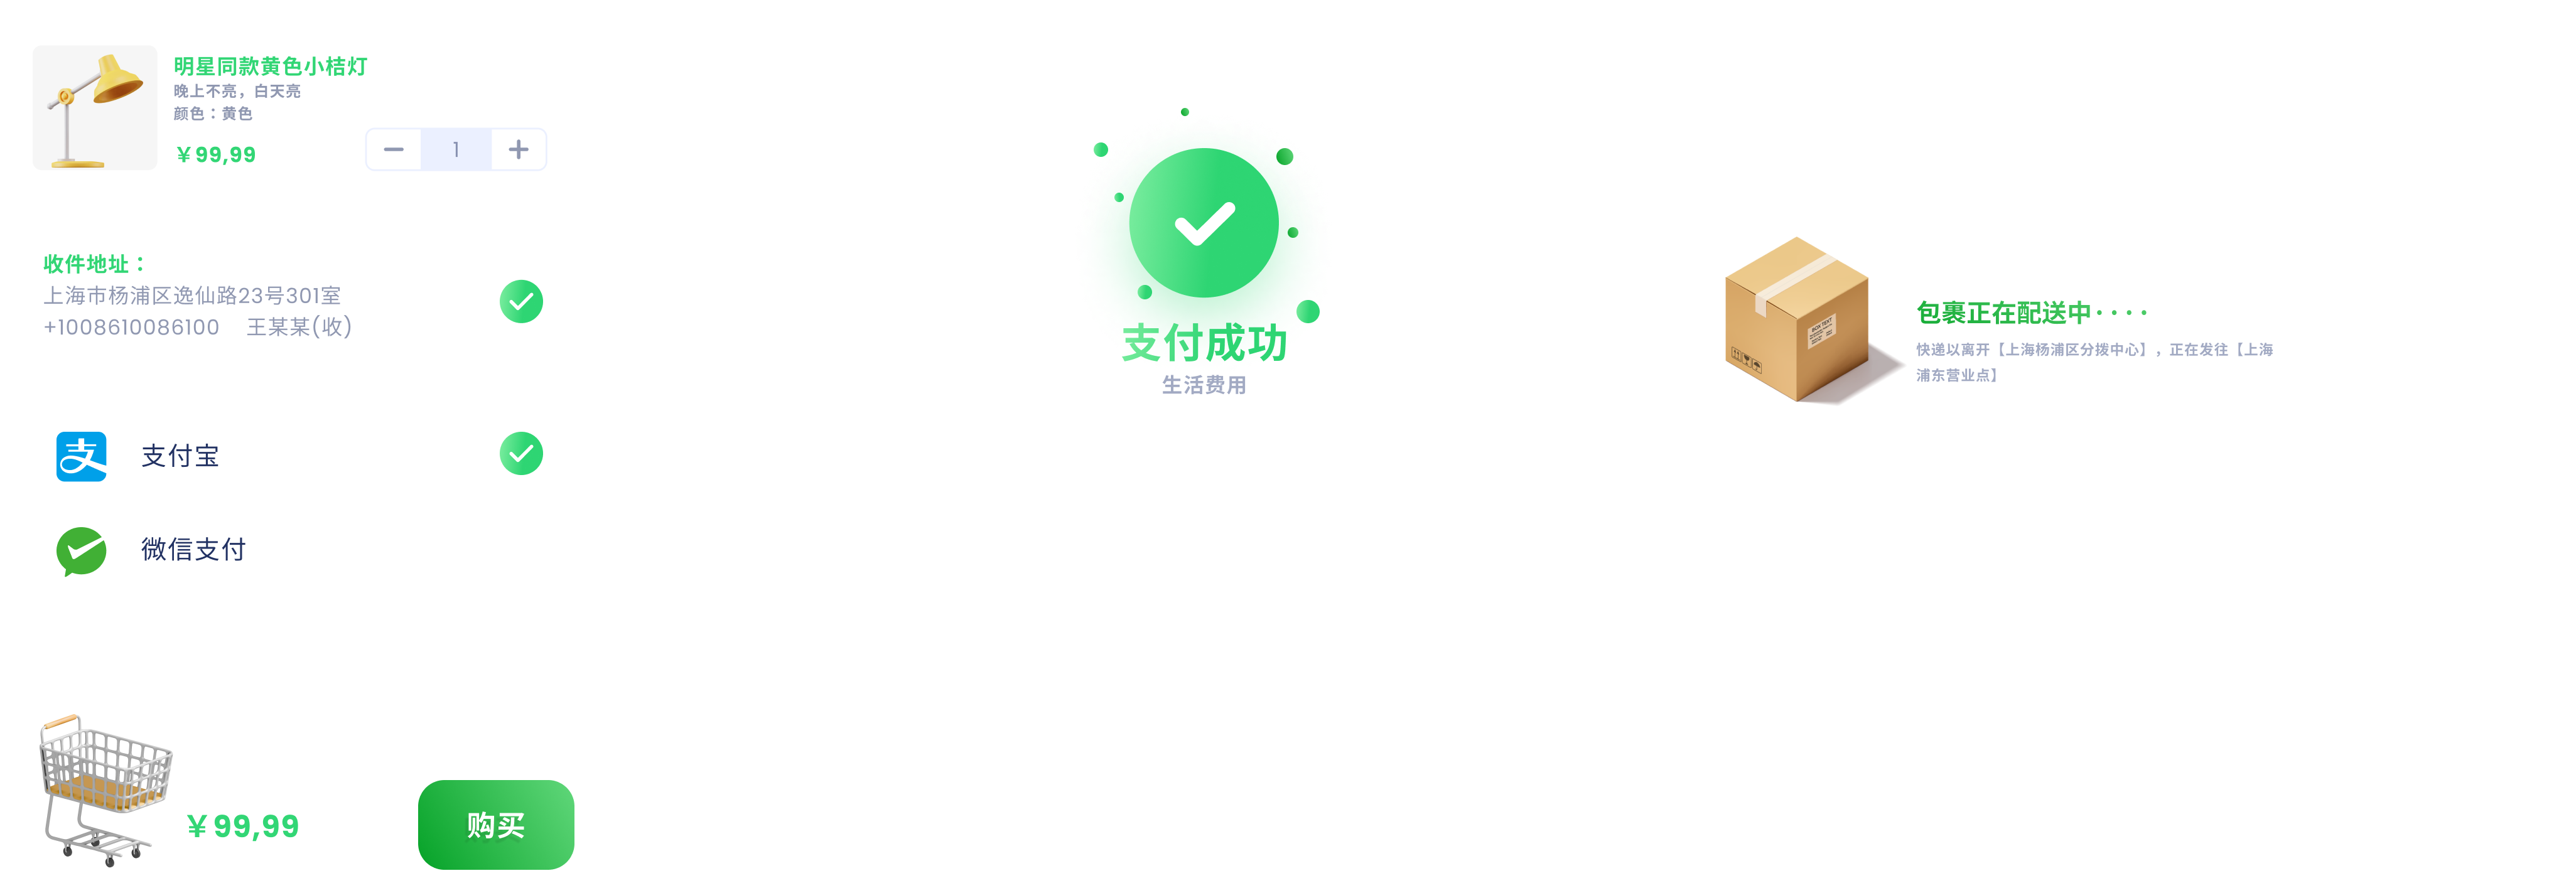 明星同款黄色小桔灯
晚上不亮，白天亮
颜色：黄色
￥99,99
1
收件地址：
上海市杨浦区逸仙路23号301室
+1008610086100 王某某(收)
支
支付宝
微信支付
￥99,99
购买
支付成功
生活费用
BOX TEXT
包裹正在配送中····
快递以离开【上海杨浦区分拨中心】，正在发往【上海
浦东营业点】